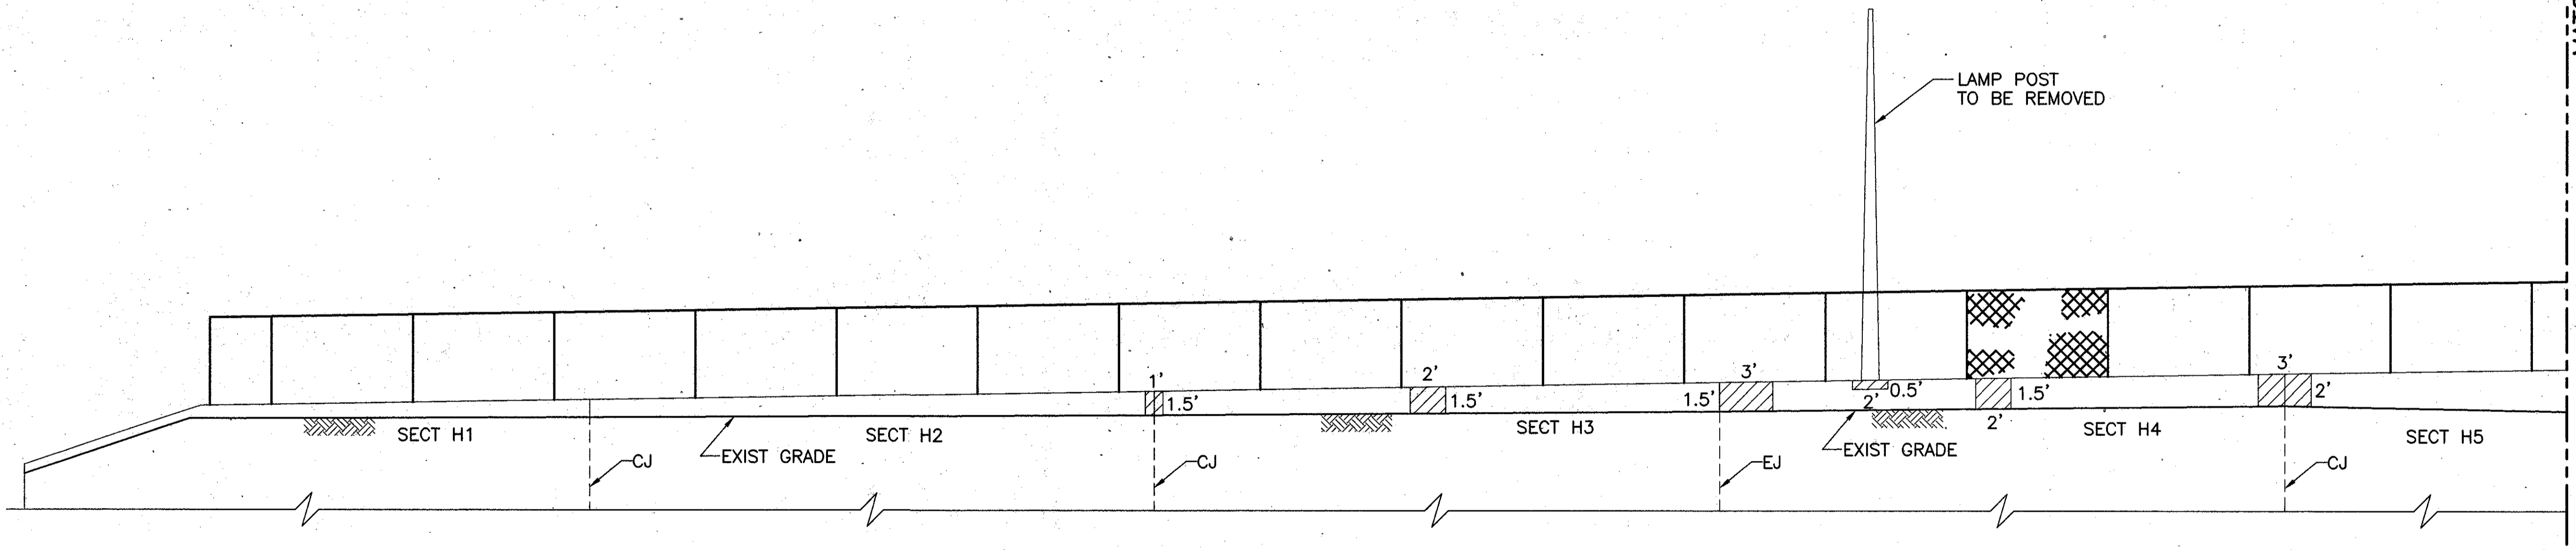 LAMP POST
TO BE REMOVED
1'
1.5'
2'
1.5'
3'
1.5'
0.5'
2'
1.5'
2'
3'
2'
SECT H1
SECT H2
SECT H3
SECT H4
SECT H5
EXIST GRADE
EXIST GRADE
CJ
CJ
EJ
CJ